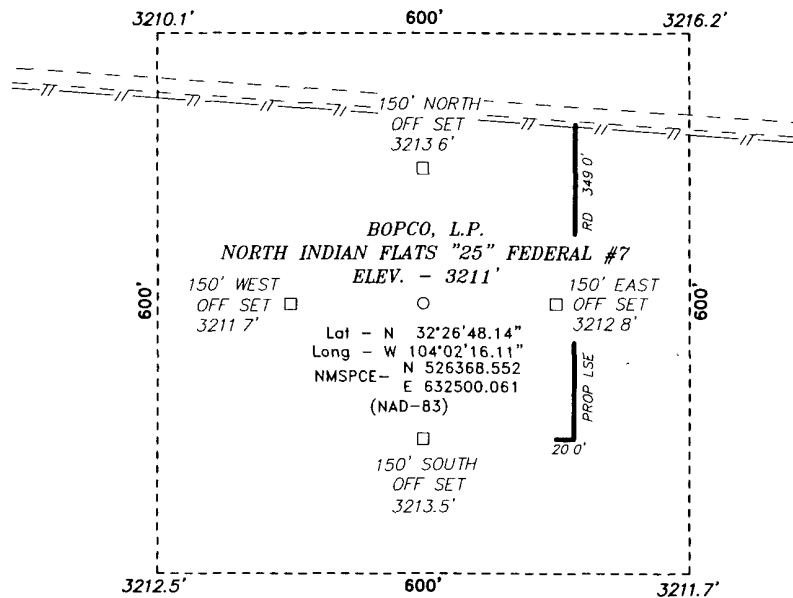 3210.1' 600' 3216.2'
150' NORTH
OFF SET
3213 6'
RD 349 0'
BOPCO, L.P.
NORTH INDIAN FLATS "25" FEDERAL #7
ELEV. - 3211'
600'
150' WEST
OFF SET
3211 7'
150' EAST
OFF SET
3212 8'
600'
Lat - N 32°26'48.14"
Long - W 104°02'16.11"
NMSPCE- N 526368.552
E 632500.061
(NAD-83)
PROP LSE
20 0'
150' SOUTH
OFF SET
3213.5'
3212.5' 600' 3211.7'